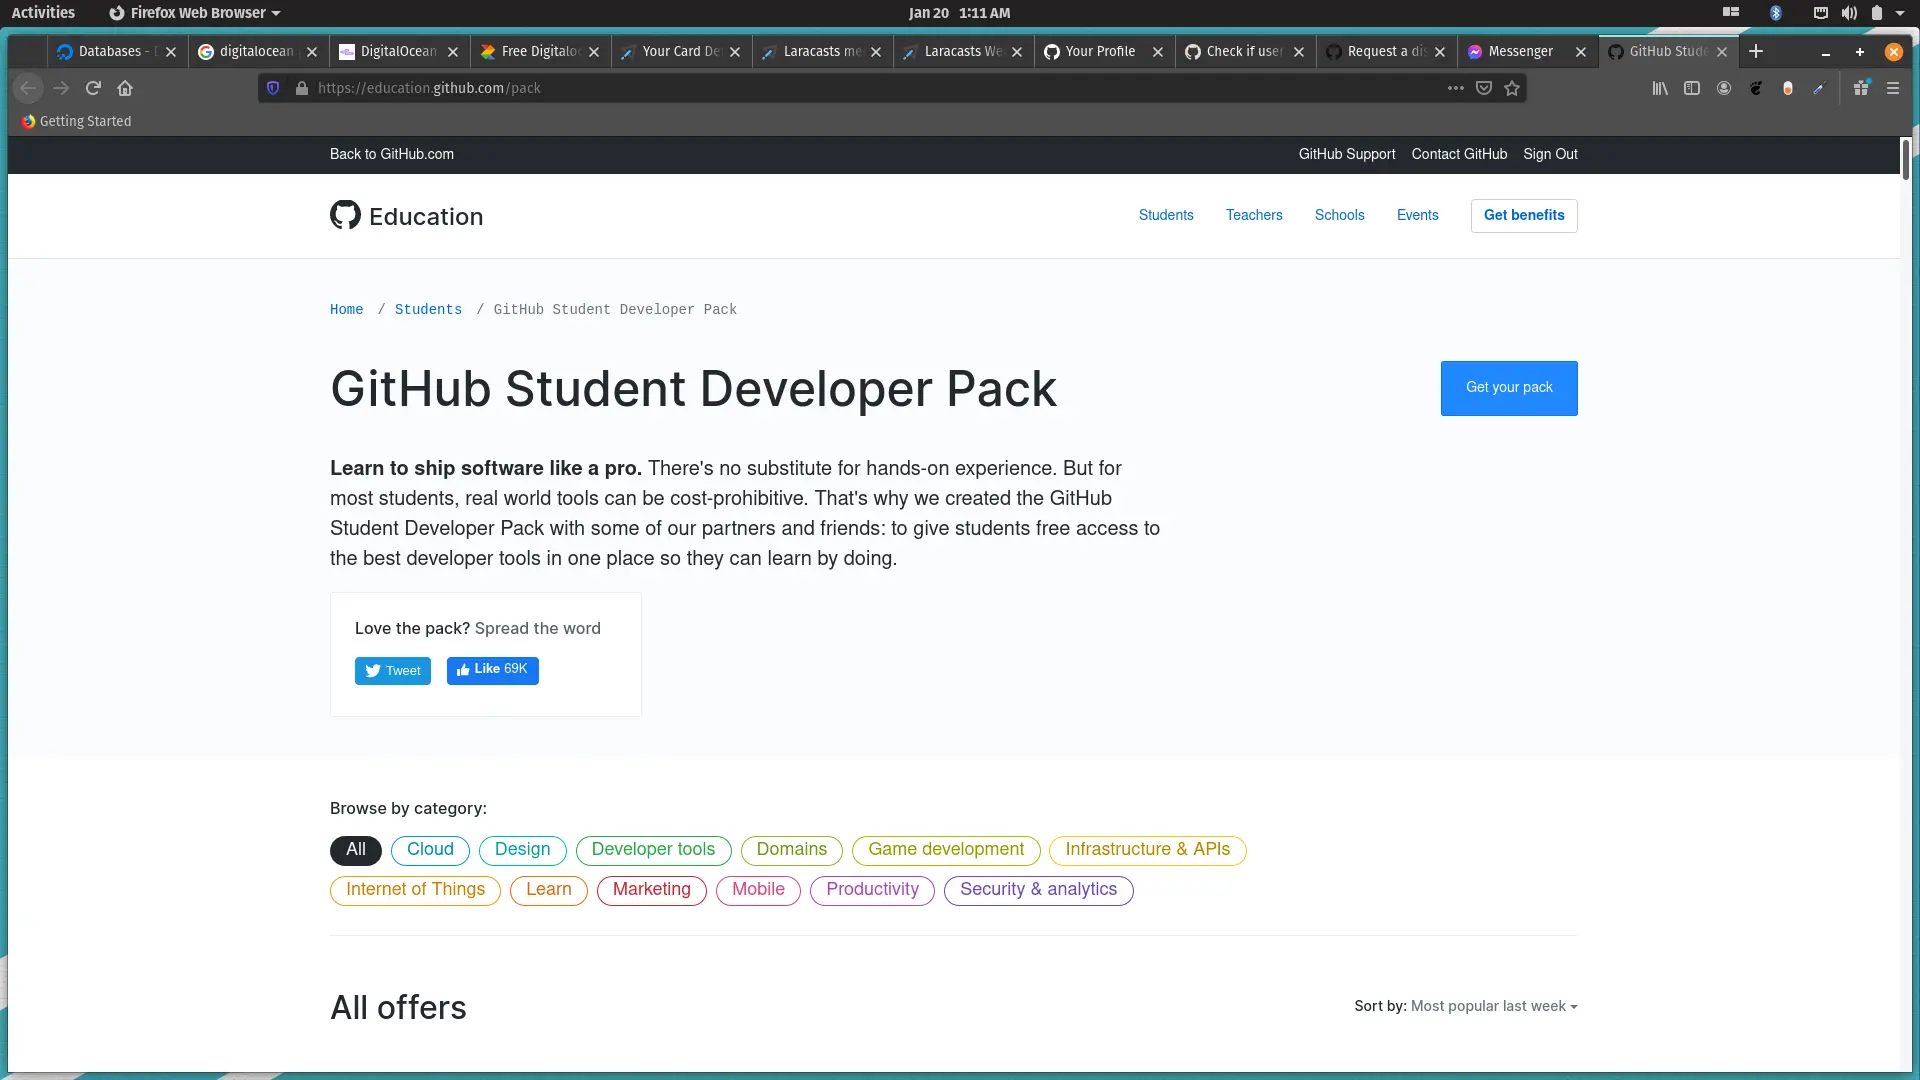 Activities
Firefox Web Browser
Jan 20 1:11 AM
Databases -
digitalocean
DigitalOcean
Free Digitaloc
Your Card De
Laracasts me
Laracasts We
Your Profile
Check if user
Request a dis
Messenger
GitHub Stude
https://education.github.com/pack
Getting Started
Back to GitHub.com
GitHub Support
Contact GitHub
Sign Out
Education
Students
Teachers
Schools
Events
Get benefits
Home / Students / GitHub Student Developer Pack
GitHub Student Developer Pack
Get your pack
Learn to ship software like a pro. There's no substitute for hands-on experience. But for
most students, real world tools can be cost-prohibitive. That's why we created the GitHub
Student Developer Pack with some of our partners and friends: to give students free access to
the best developer tools in one place so they can learn by doing.
Love the pack? Spread the word
Tweet
Like 69K
Browse by category:
All
Cloud
Design
Developer tools
Domains
Game development
Infrastructure & APIs
Internet of Things
Learn
Marketing
Mobile
Productivity
Security & analytics
All offers
Sort by: Most popular last week